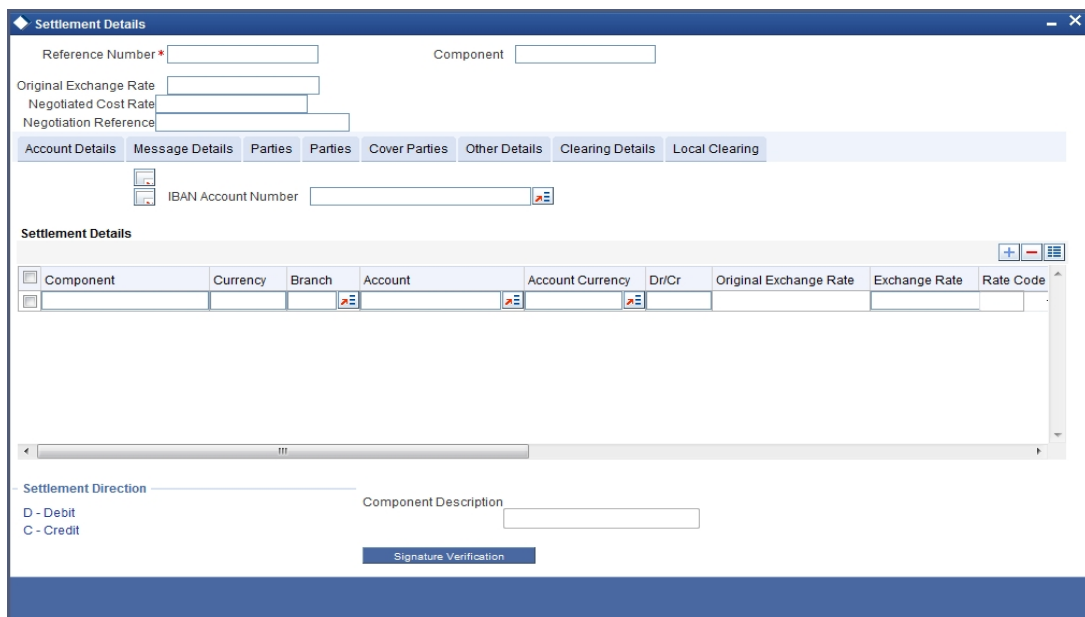 Settlement Details
Reference Number * Component
Original Exchange Rate
Negotiated Cost Rate
Negotiation Reference
Account Details Message Details Parties Parties Cover Parties Other Details Clearing Details Local Clearing
IBAN Account Number
Settlement Details
Component Currency Branch Account Account Currency Dr/Cr Original Exchange Rate Exchange Rate Rate Code
Settlement Direction
Component Description
D - Debit
C - Credit
Signature Verification